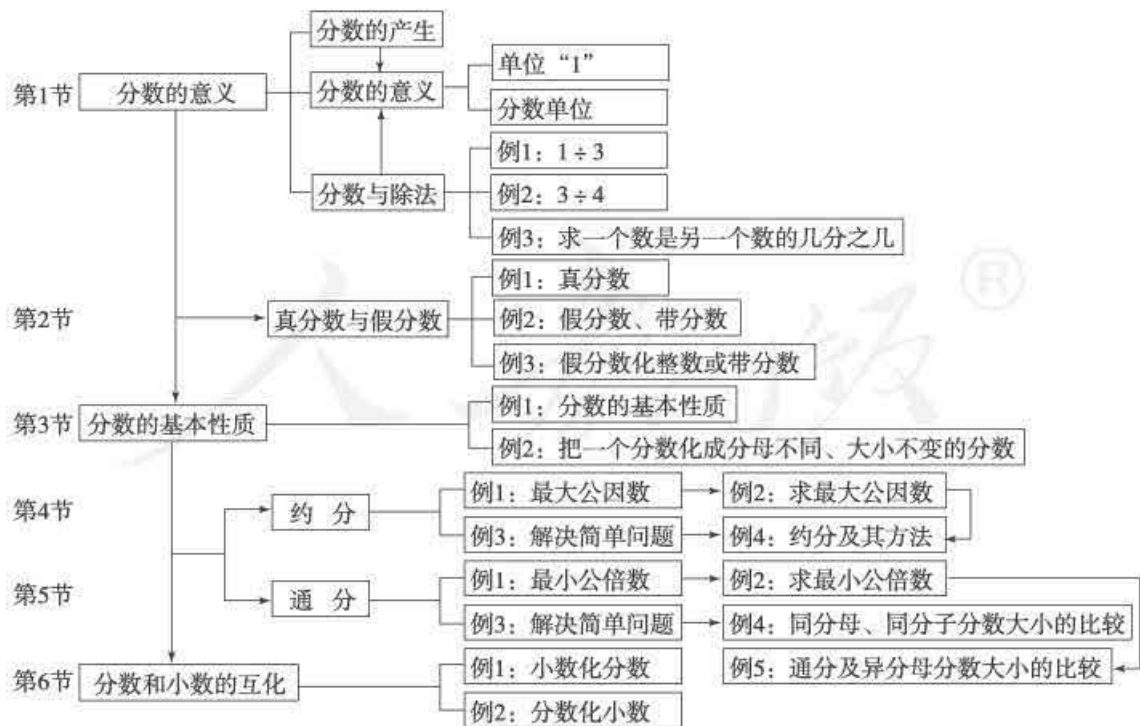 分数的产生
单位“1”
第1节 分数的意义 分数的意义
分数单位
例1：1÷3
分数与除法 例2：3÷4
例3：求一个数是另一个数的几分之几
例1：真分数
第2节 真分数与假分数 例2：假分数、带分数
例3：假分数化整数或带分数
例1：分数的基本性质
第3节 分数的基本性质
例2：把一个分数化成分母不同、大小不变的分数
例1：最大公因数 例2：求最大公因数
第4节 约 分
例3：解决简单问题 例4：约分及其方法
例1：最小公倍数 例2：求最小公倍数
第5节 通 分
例3：解决简单问题 例4：同分母、同分子分数大小的比较
例1：小数化分数 例5：通分及异分母分数大小的比较
第6节 分数和小数的互化
例2：分数化小数
®